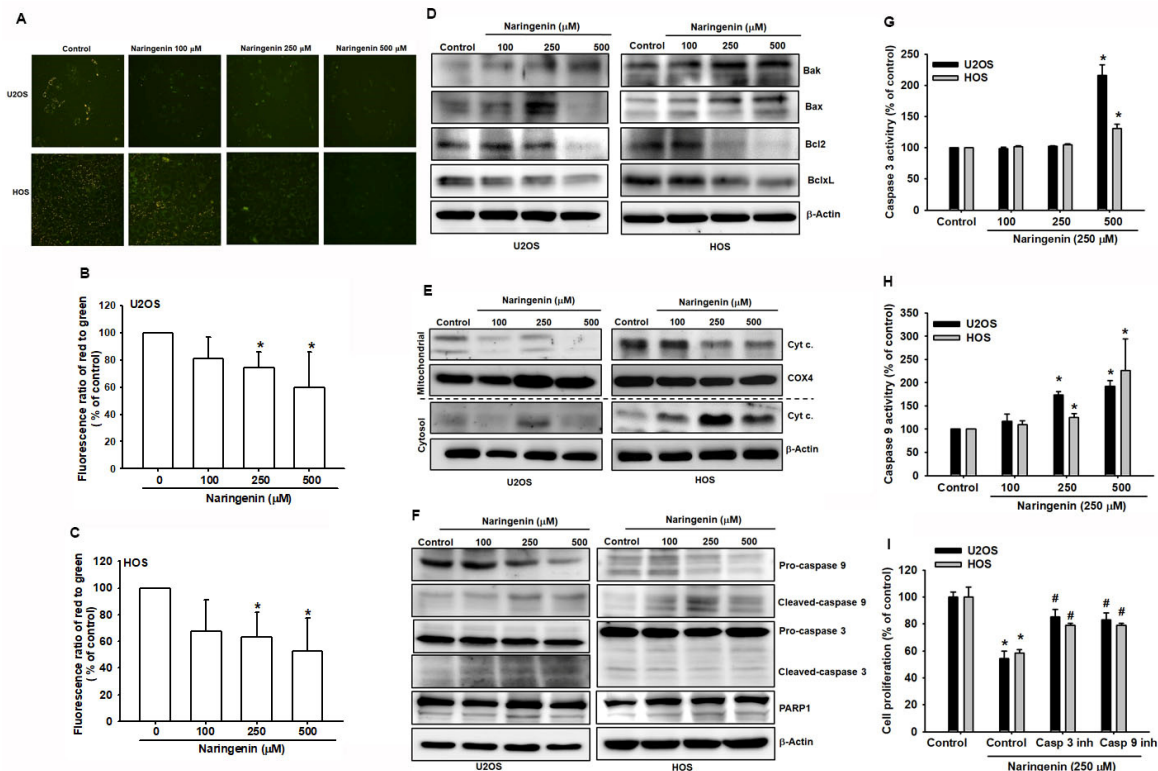 A
Control Naringenin 100 μM Naringenin 250 μM Naringenin 500 μM
U2OS
HOS
B
U2OS
Fluorescence ratio of red to green
( % of control)
120
100
80
60
40
20
0
0 100 250 500
Naringenin (μM)
C
HOS
Fluorescence ratio of red to green
( % of control)
120
100
80
60
40
20
0
0 100 250 500
Naringenin (μM)
* *
* *
D
Naringenin (μM) Naringenin (μM)
Control 100 250 500 Control 100 250 500
Bak
Bax
Bcl2
BclxL
β-Actin
U2OS HOS
E
Naringenin (μM) Naringenin (μM)
Control 100 250 500 Control 100 250 500
Mitochondrial
Cyt c.
COX4
Cytosol
Cyt c.
β-Actin
U2OS HOS
F
Naringenin (μM) Naringenin (μM)
Control 100 250 500 Control 100 250 500
Pro-caspase 9
Cleaved-caspase 9
Pro-caspase 3
Cleaved-caspase 3
PARP1
β-Actin
U2OS HOS
G
Caspase 3 activitry (% of control)
250
200
150
100
50
0
U2OS
HOS
*
*
Control 100 250 500
Naringenin (250 μM)
H
Caspase 9 activitry (% of control)
300
250
200
150
100
50
0
U2OS
HOS
* * * *
Control 100 250 500
Naringenin (250 μM)
I
Cell proliferation (% of control)
120
100
80
60
40
20
0
U2OS
HOS
* * # # # #
Control Control Casp 3 inh Casp 9 inh
Naringenin (250 μM)